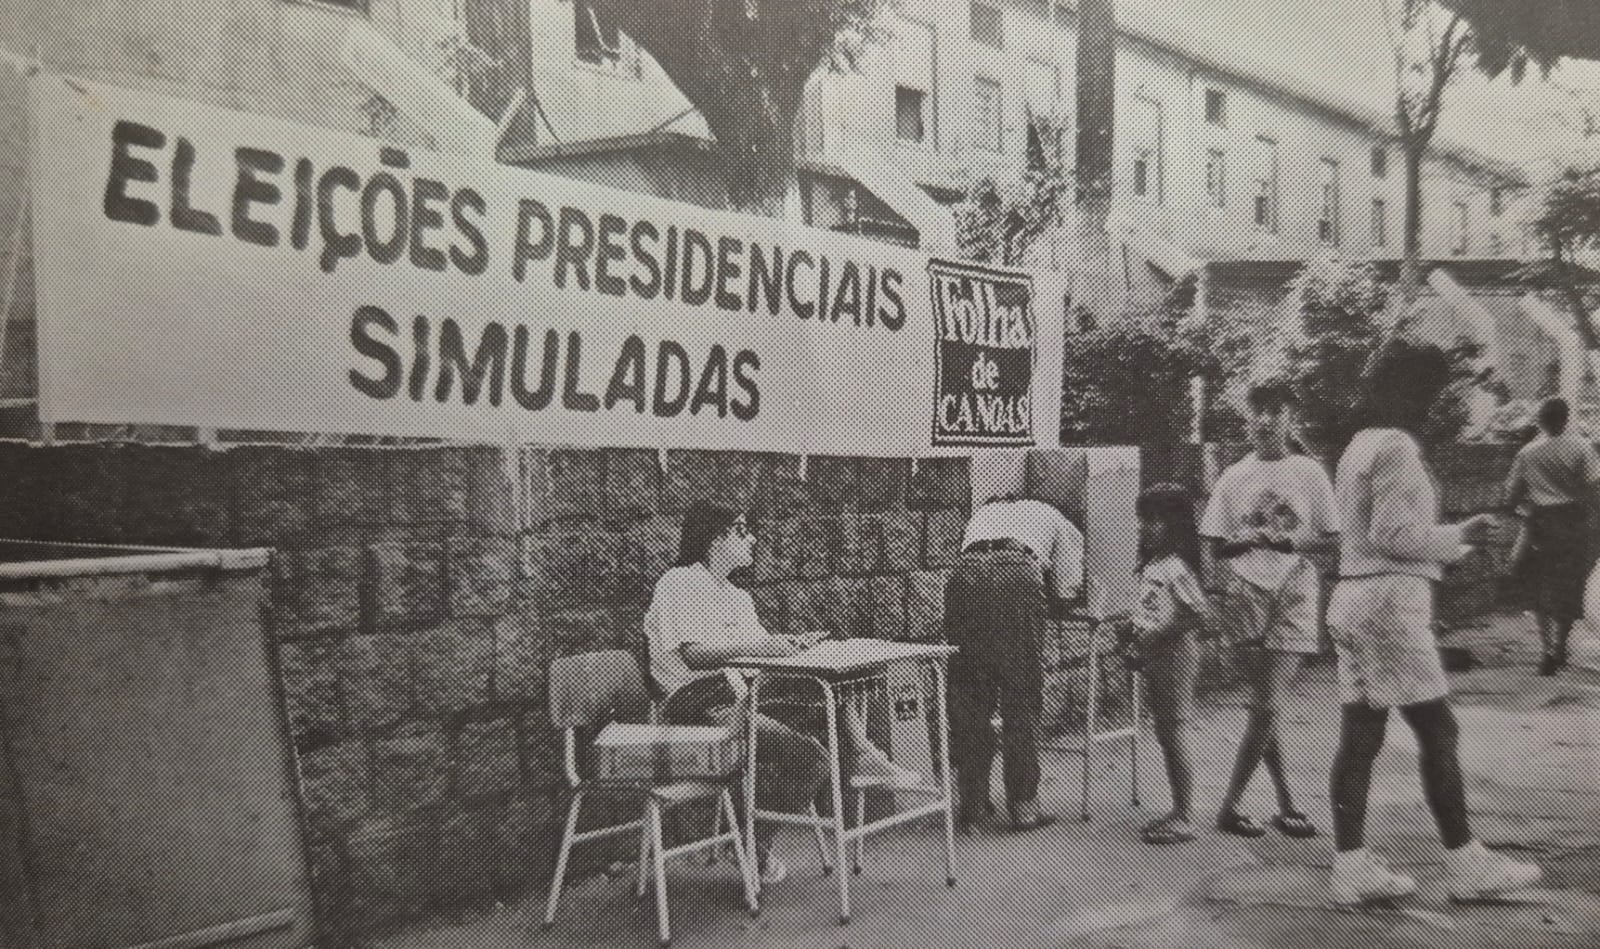 ELEIÇÕES PRESIDENCIAIS
SIMULADAS
Folha
de
CANOAS